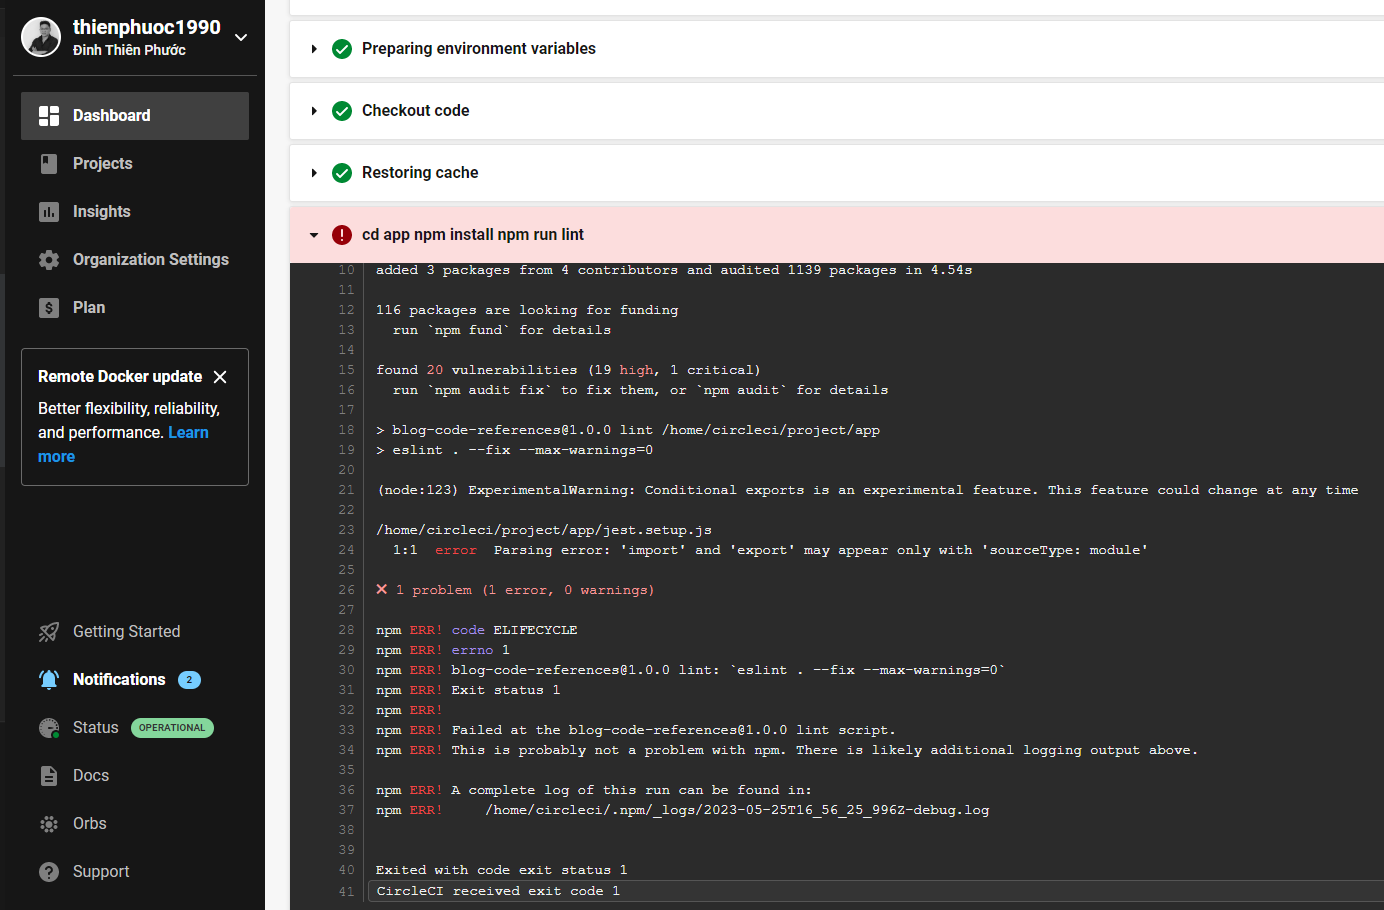 thienphuoc1990
Đinh Thiên Phước
Dashboard
Projects
Insights
Organization Settings
Plan
Remote Docker update
Better flexibility, reliability,
and performance. Learn
more
Getting Started
Notifications 2
Status OPERATIONAL
Docs
Orbs
Support
Preparing environment variables
Checkout code
Restoring cache
cd app npm install npm run lint
10 added 3 packages from 4 contributors and audited 1139 packages in 4.54s
11
12 116 packages are looking for funding
13 run `npm fund` for details
14
15 found 20 vulnerabilities (19 high, 1 critical)
16 run `npm audit fix` to fix them, or `npm audit` for details
17
18 > blog-code-references@1.0.0 lint /home/circleci/project/app
19 > eslint . --fix --max-warnings=0
20
21 (node:123) ExperimentalWarning: Conditional exports is an experimental feature. This feature could change at any time
22
23 /home/circleci/project/app/jest.setup.js
24 1:1 error Parsing error: 'import' and 'export' may appear only with 'sourceType: module'
25
26 ✕ 1 problem (1 error, 0 warnings)
27
28 npm ERR! code ELIFECYCLE
29 npm ERR! errno 1
30 npm ERR! blog-code-references@1.0.0 lint: `eslint . --fix --max-warnings=0`
31 npm ERR! Exit status 1
32 npm ERR!
33 npm ERR! Failed at the blog-code-references@1.0.0 lint script.
34 npm ERR! This is probably not a problem with npm. There is likely additional logging output above.
35
36 npm ERR! A complete log of this run can be found in:
37 npm ERR! /home/circleci/.npm/_logs/2023-05-25T16_56_25_996Z-debug.log
38
39
40 Exited with code exit status 1
41 CircleCI received exit code 1